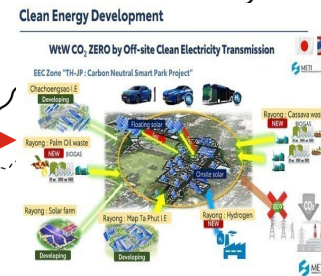 Clean Energy Development
WtW CO₂ ZERO by Off-site Clean Electricity Transmission
EEC Zone "TH-JP : Carbon Neutral Smart Park Project"
METI
Chachoengsao I.E
Developing
Floating solar
Rayong : Cassava was
NEW BIOGAS
Rayong : Palm Oil waste
NEW BIOGAS
Onsite solar
Rayong : Solar farm
Developing
Rayong : Map Ta Phut I.E
Developing
Rayong : Hydrogen
NEW
MET